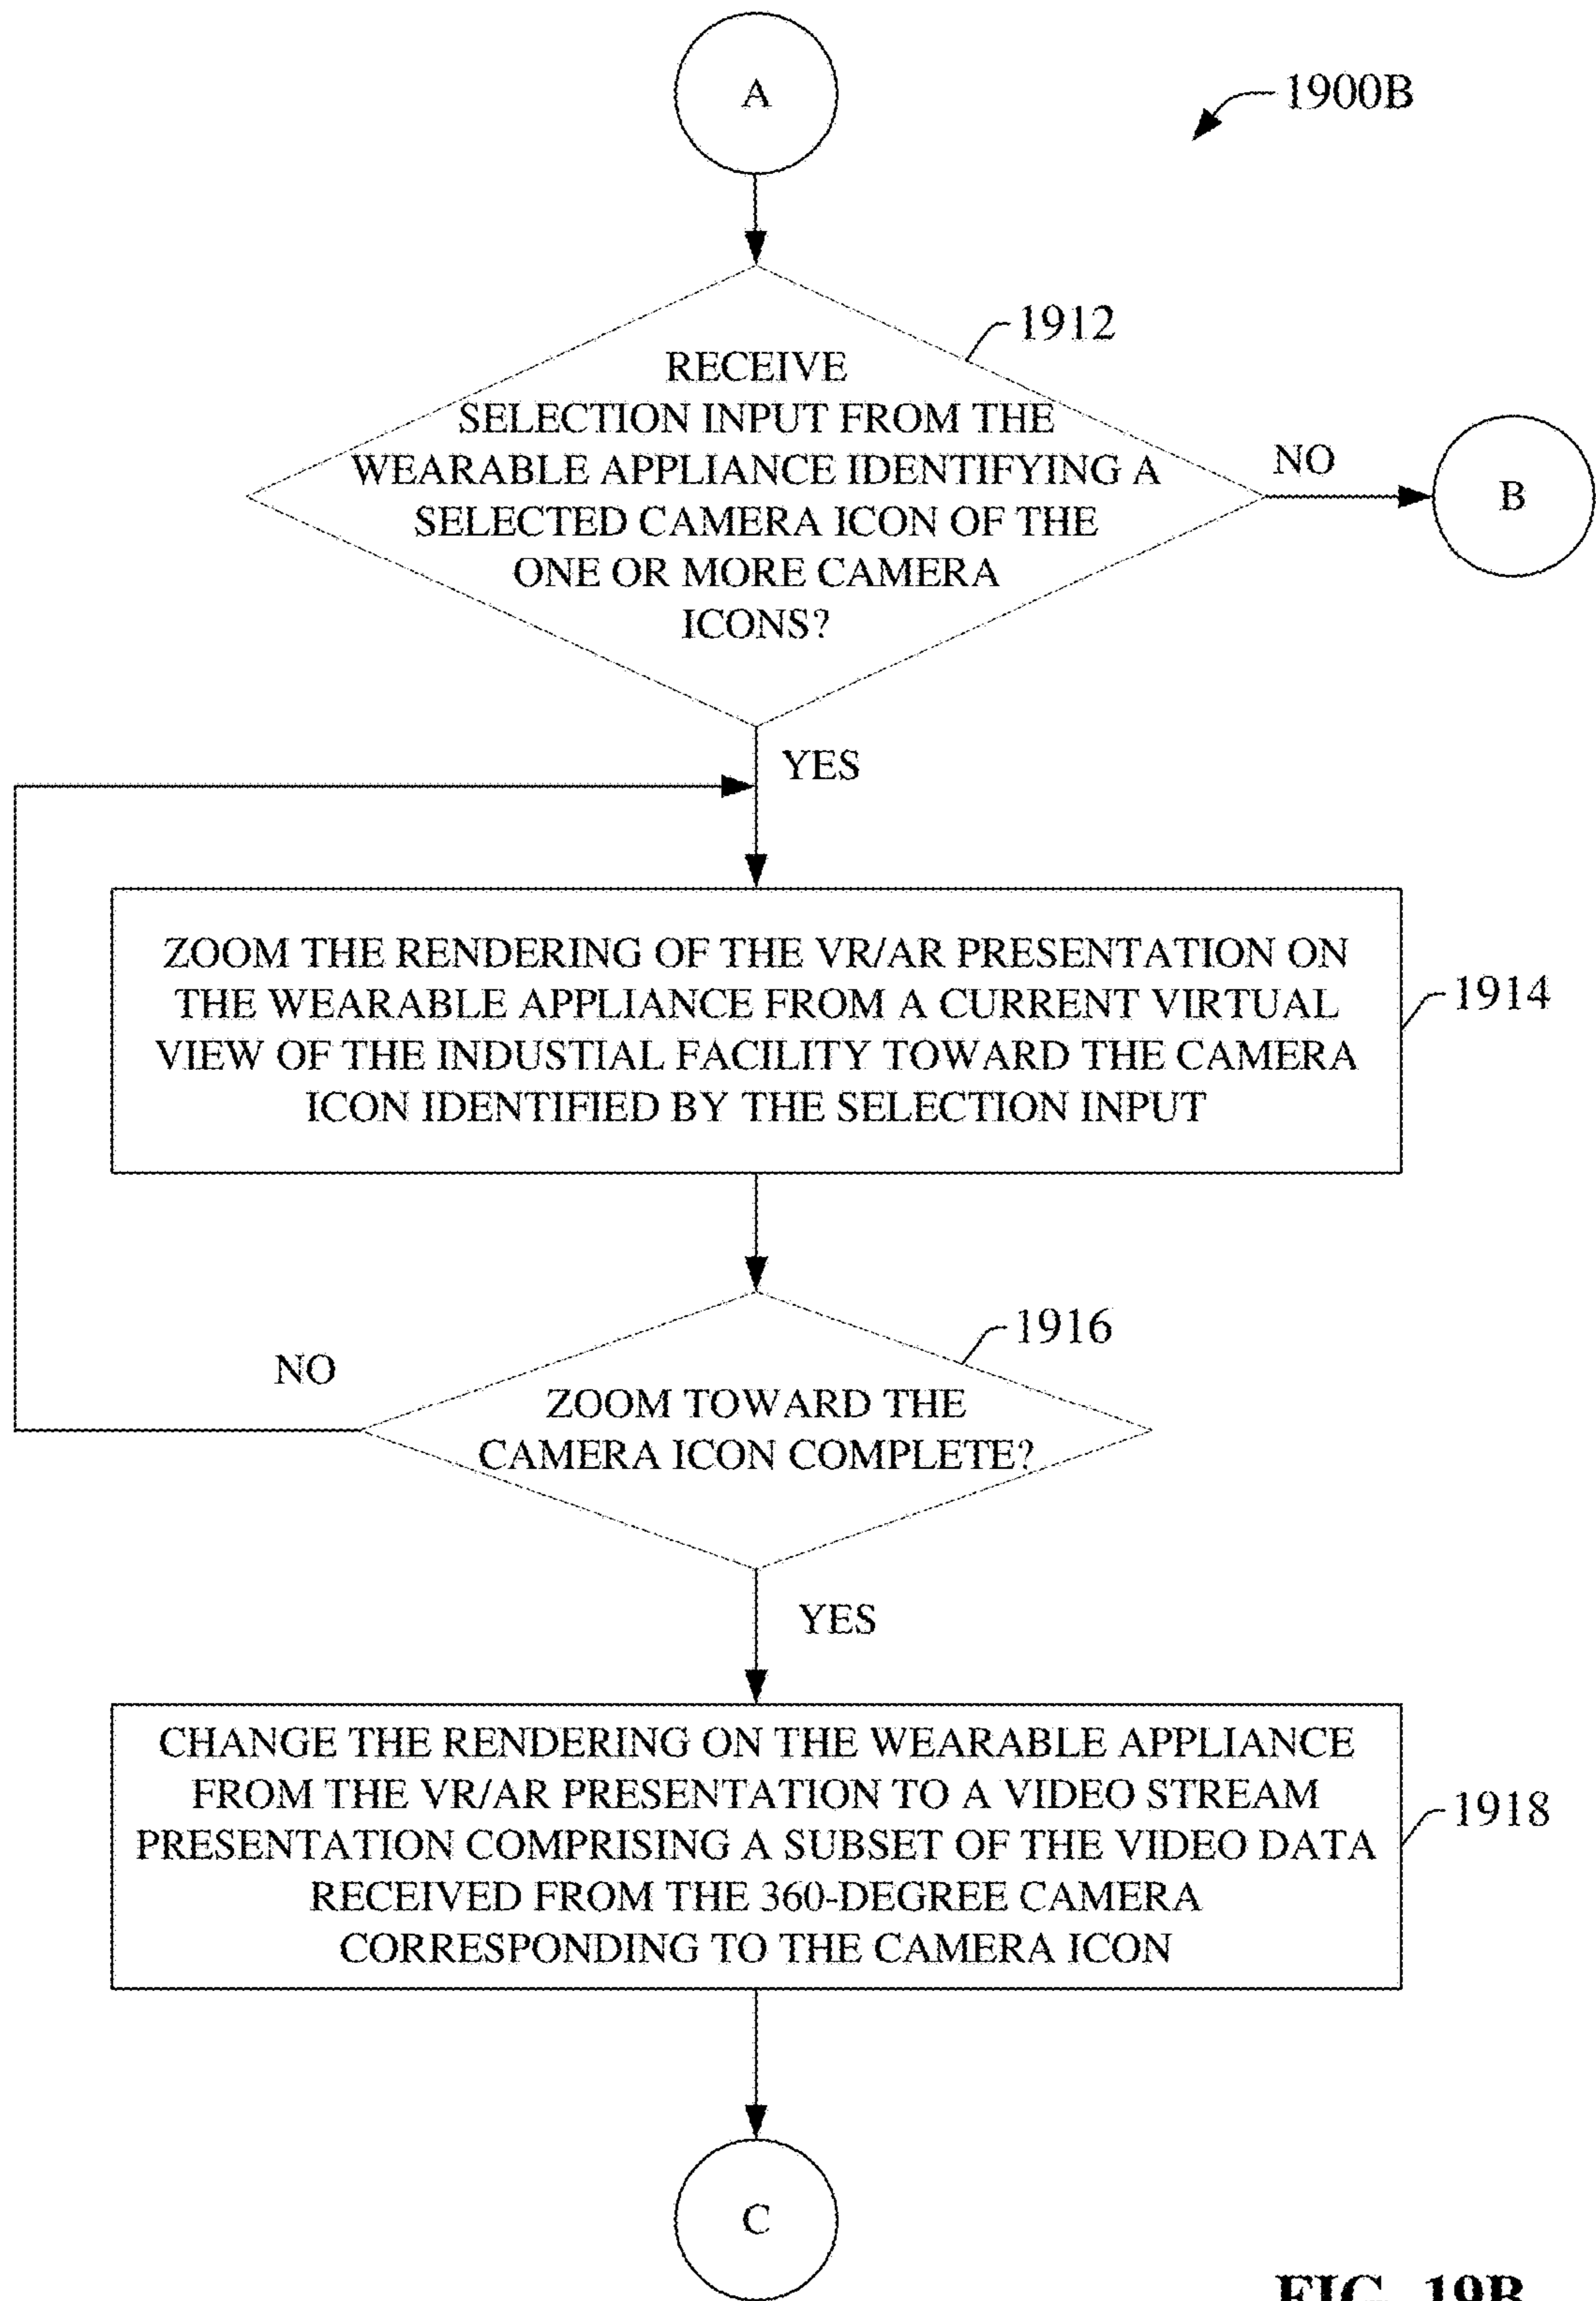 A
1900B
1912
RECEIVE
SELECTION INPUT FROM THE
WEARABLE APPLIANCE IDENTIFYING A
SELECTED CAMERA ICON OF THE
ONE OR MORE CAMERA
ICONS?
NO
B
YES
ZOOM THE RENDERING OF THE VR/AR PRESENTATION ON
THE WEARABLE APPLIANCE FROM A CURRENT VIRTUAL
VIEW OF THE INDUSTIAL FACILITY TOWARD THE CAMERA
ICON IDENTIFIED BY THE SELECTION INPUT
1914
1916
NO
ZOOM TOWARD THE
CAMERA ICON COMPLETE?
YES
CHANGE THE RENDERING ON THE WEARABLE APPLIANCE
FROM THE VR/AR PRESENTATION TO A VIDEO STREAM
PRESENTATION COMPRISING A SUBSET OF THE VIDEO DATA
RECEIVED FROM THE 360-DEGREE CAMERA
CORRESPONDING TO THE CAMERA ICON
1918
C
FIG. 19B